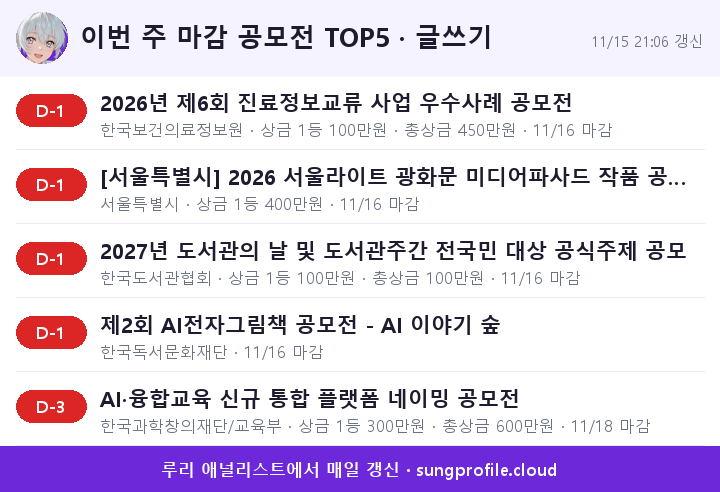 이번 주 마감 공모전 TOP5 · 글쓰기
11/15 21:06 갱신
D-1
2026년 제6회 진료정보교류 사업 우수사례 공모전
한국보건의료정보원 · 상금 1등 100만원 · 총상금 450만원 · 11/16 마감
D-1
[서울특별시] 2026 서울라이트 광화문 미디어파사드 작품 공...
서울특별시 · 상금 1등 400만원 · 11/16 마감
D-1
2027년 도서관의 날 및 도서관주간 전국민 대상 공식주제 공모
한국도서관협회 · 상금 1등 100만원 · 총상금 100만원 · 11/16 마감
D-1
제2회 AI전자그림책 공모전 - AI 이야기 숲
한국독서문화재단 · 11/16 마감
D-3
AI·융합교육 신규 통합 플랫폼 네이밍 공모전
한국과학창의재단/교육부 · 상금 1등 300만원 · 총상금 600만원 · 11/18 마감
루리 애널리스트에서 매일 갱신 · sungprofile.cloud